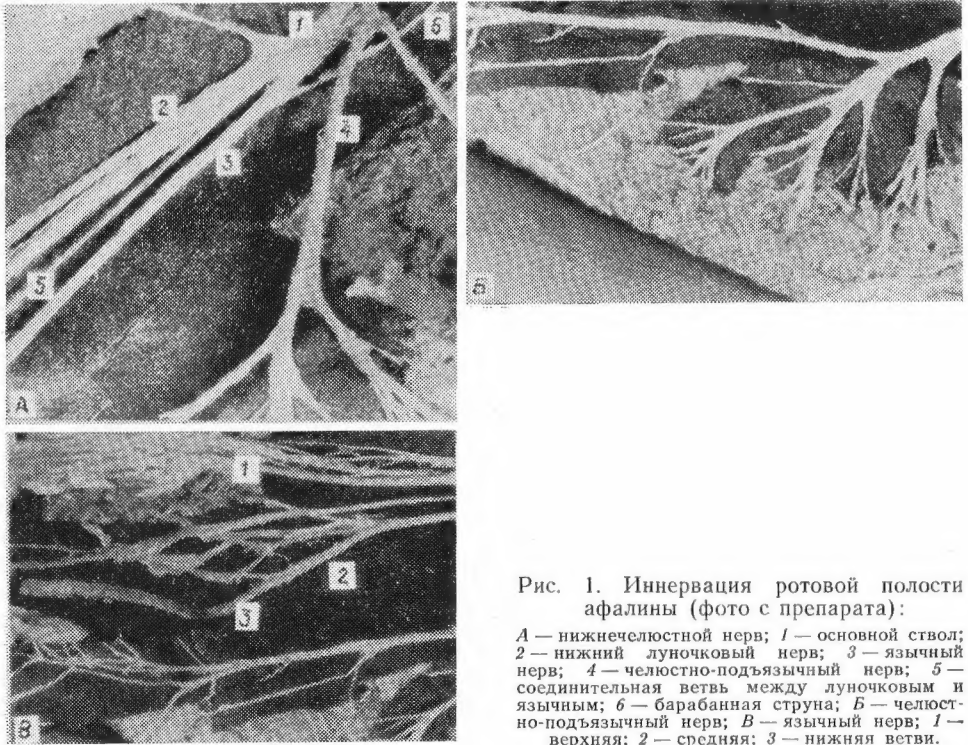 1
6
2
4
3
5
А
Б
1
2
3
В
Рис. 1. Иннервация ротовой полости
афалины (фото с препарата):
А — нижнечелюстной нерв; 1 — основной ствол;
2 — нижний луночковый нерв; 3 — язычный
нерв; 4 — челюстно-подъязычный нерв; 5 —
соединительная ветвь между луночковым и
язычным; 6 — барабанная струна; Б — челюст-
но-подъязычный нерв; В — язычный нерв; 1 —
верхняя; 2 — средняя; 3 — нижняя ветви.